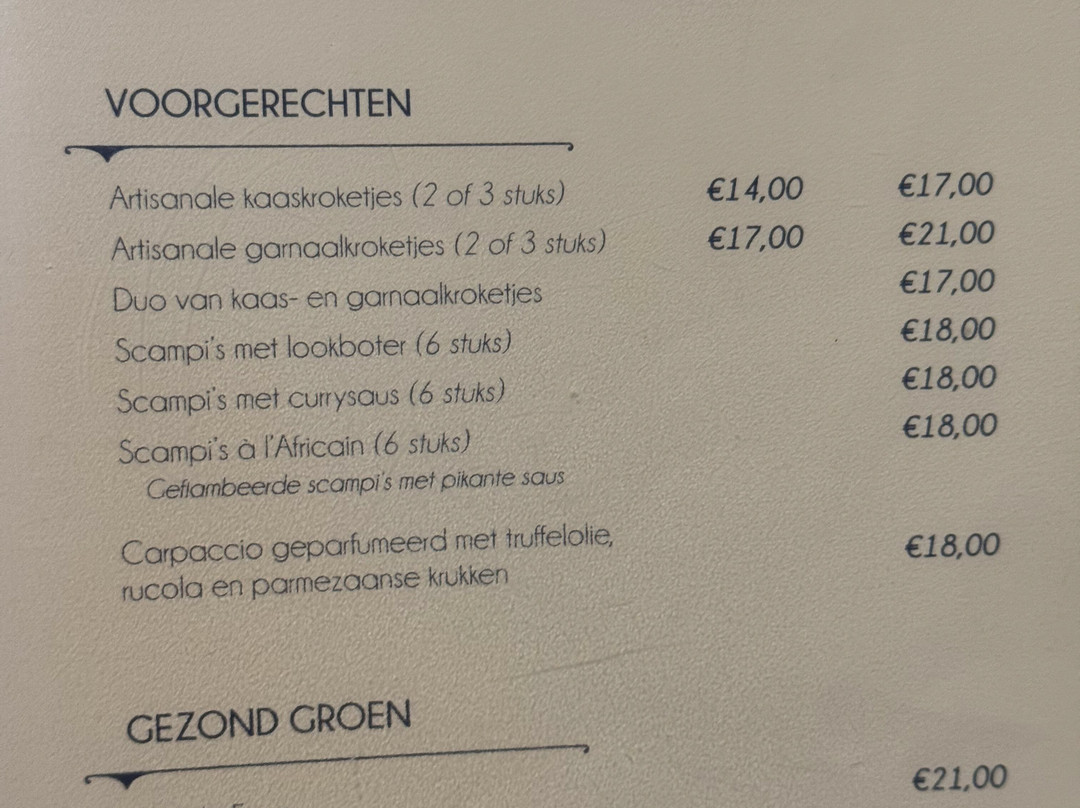 VOORGERECHTEN
Artisanale kaaskroketjes (2 of 3 stuks) €14,00 €17,00
Artisanale garnaalkroketjes (2 of 3 stuks) €17,00 €21,00
Duo van kaas- en garnaalkroketjes €17,00
Scampi's met lookboter (6 stuks) €18,00
Scampi's met currysaus (6 stuks) €18,00
Scampi's à l'Africain (6 stuks) €18,00
Geflambeerde scampi's met pikante saus
Carpaccio geparfumeerd met truffelolie, €18,00
rucola en parmezaanse krukken
GEZOND GROEN
€21,00